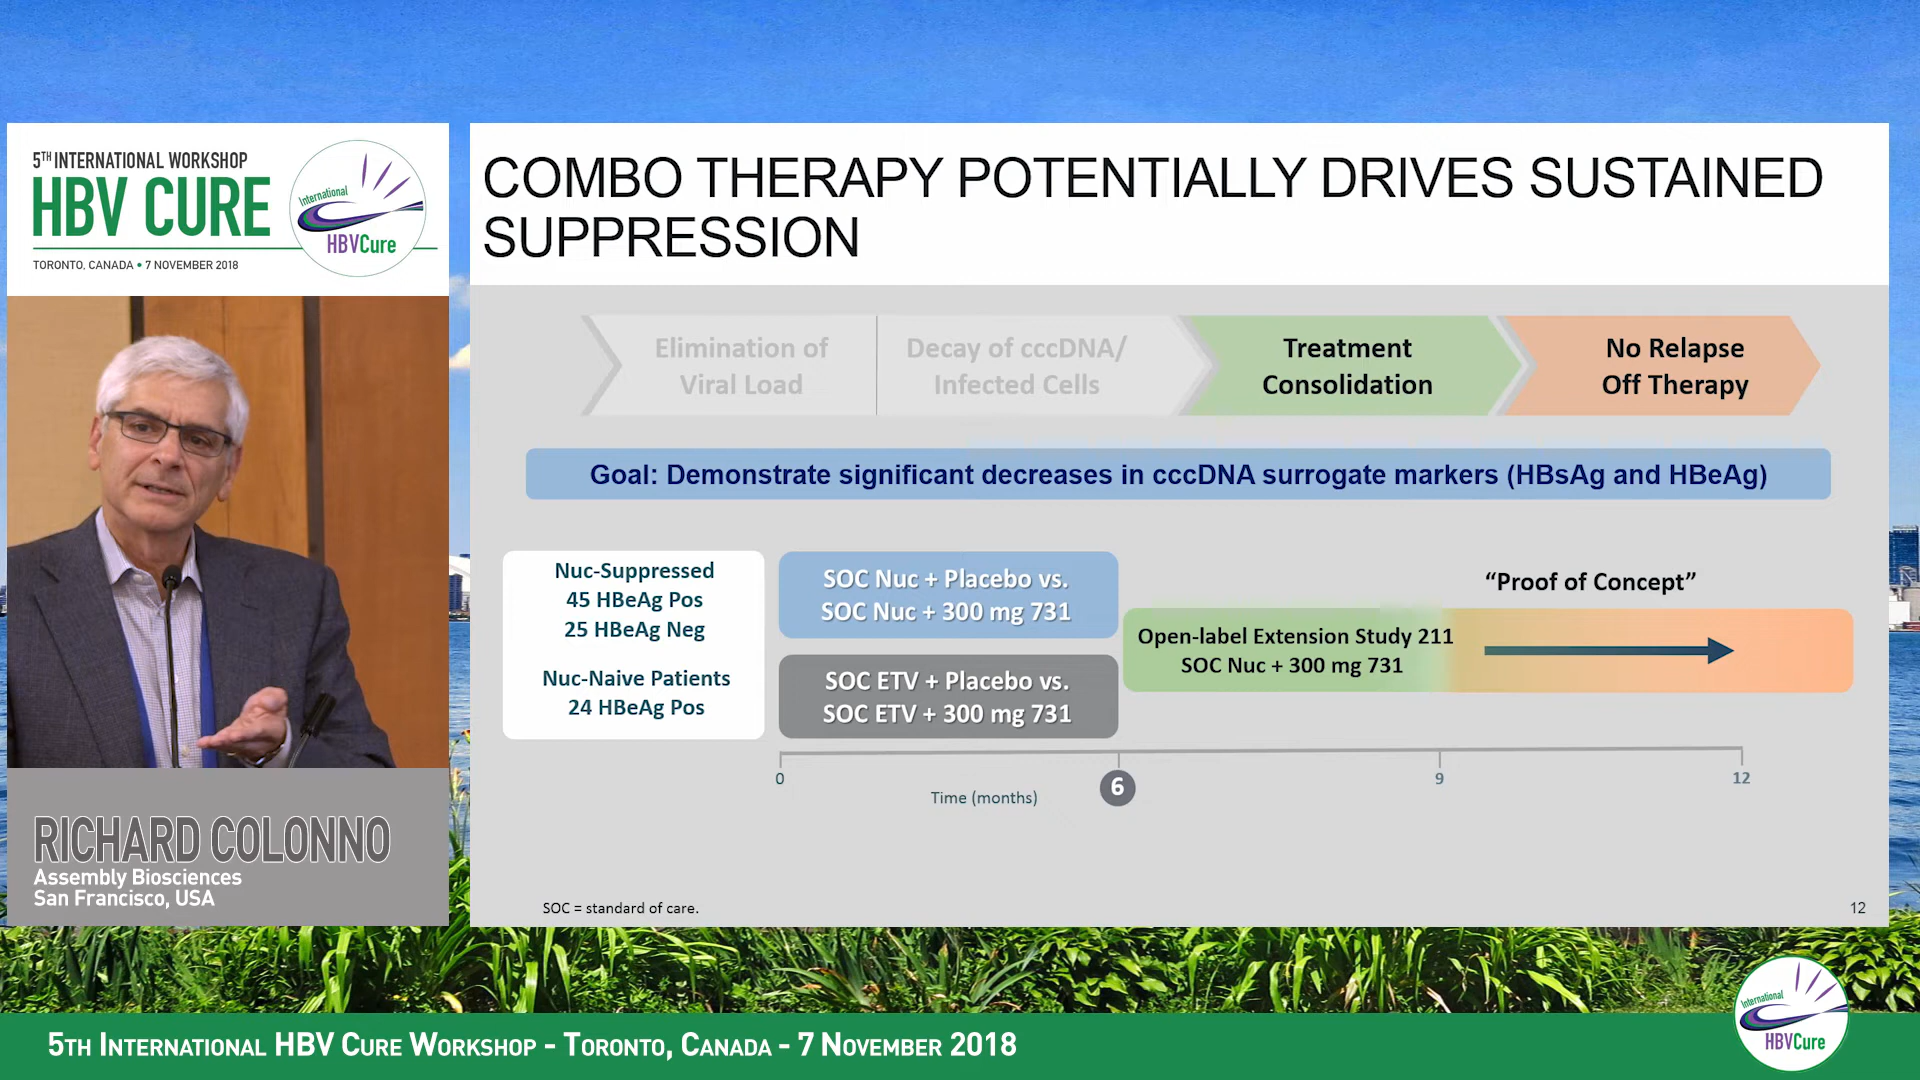 5TH INTERNATIONAL WORKSHOP
HBV CURE
TORONTO, CANADA • 7 NOVEMBER 2018
International
HBVCure
RICHARD COLONNO
Assembly Biosciences
San Francisco, USA
COMBO THERAPY POTENTIALLY DRIVES SUSTAINED
SUPPRESSION
Elimination of
Viral Load
Decay of cccDNA/
Infected Cells
Treatment
Consolidation
No Relapse
Off Therapy
Goal: Demonstrate significant decreases in cccDNA surrogate markers (HBsAg and HBeAg)
Nuc-Suppressed
45 HBeAg Pos
25 HBeAg Neg
Nuc-Naive Patients
24 HBeAg Pos
SOC Nuc + Placebo vs.
SOC Nuc + 300 mg 731
SOC ETV + Placebo vs.
SOC ETV + 300 mg 731
“Proof of Concept”
Open-label Extension Study 211
SOC Nuc + 300 mg 731
0
6
9
12
Time (months)
SOC = standard of care.
12
5TH INTERNATIONAL HBV CURE WORKSHOP - TORONTO, CANADA - 7 NOVEMBER 2018
International
HBVCure